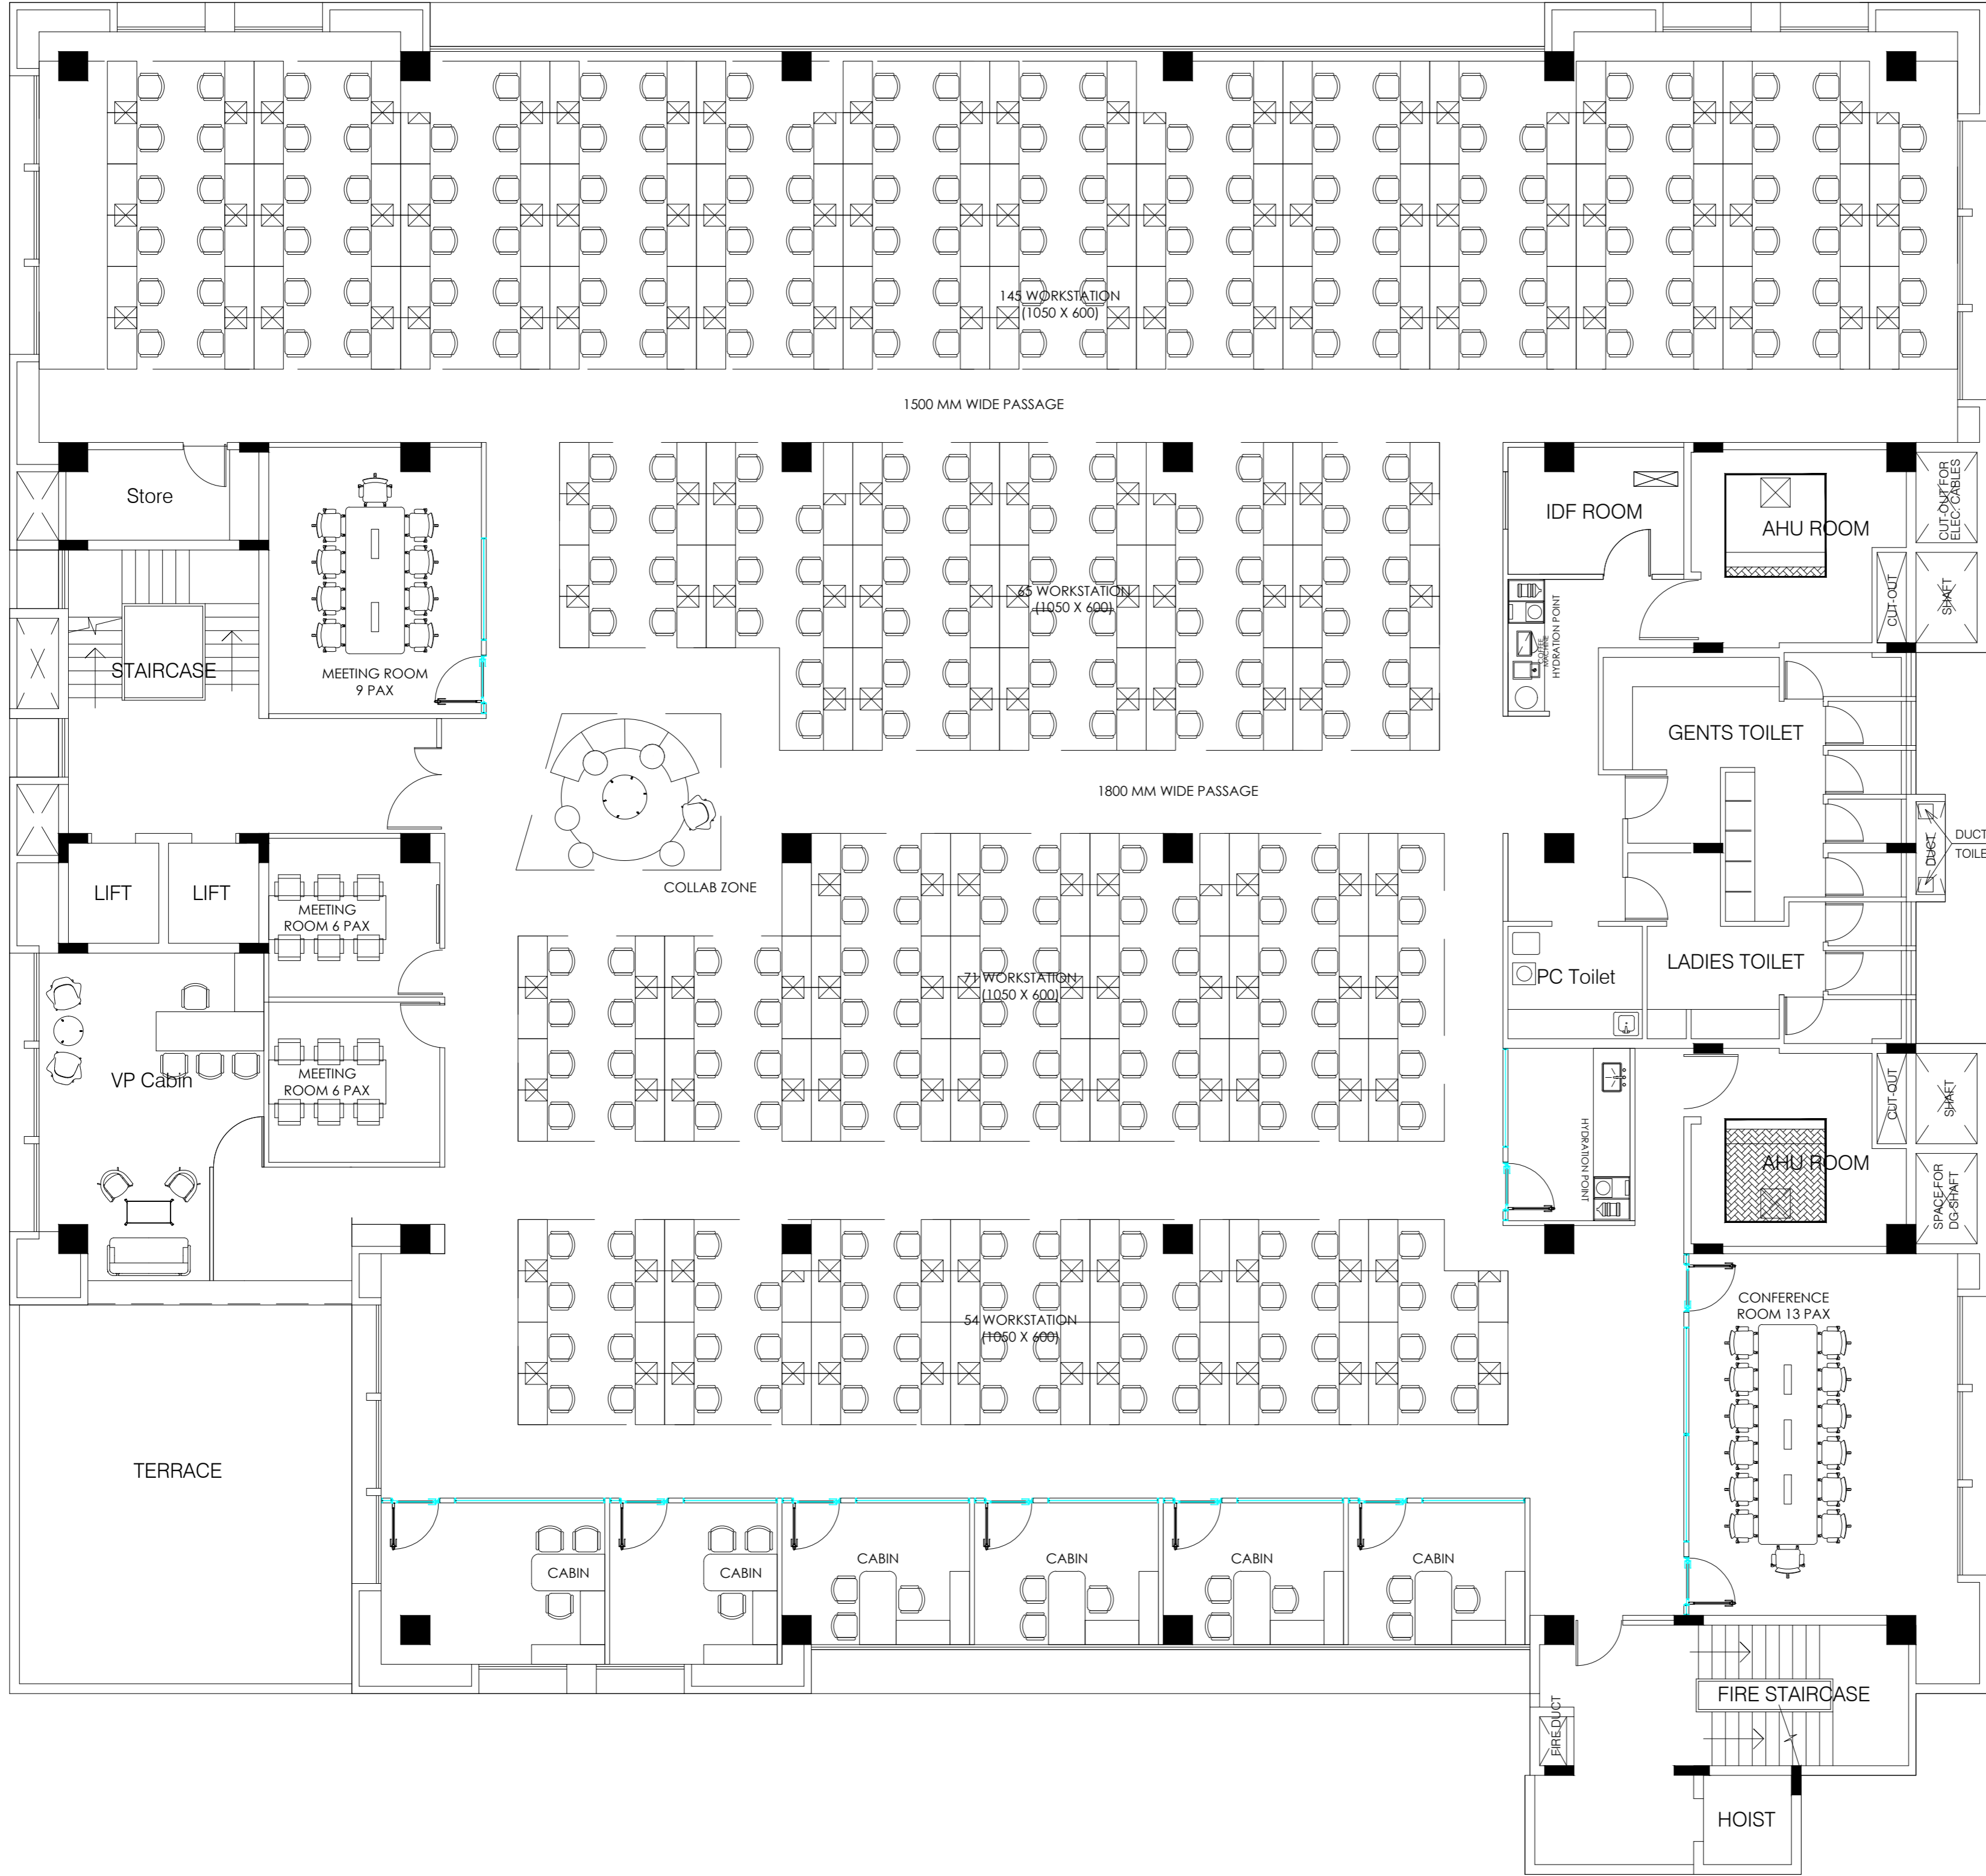 145 WORKSTATION
(1050 X 600)
1500 MM WIDE PASSAGE
Store
STAIRCASE
MEETING ROOM
9 PAX
65 WORKSTATION
(1050 X 600)
IDF ROOM
AHU ROOM
CUT-OUT FOR
ELEC. CABLES
CUT-OUT
SHAFT
COFFEE
MACHINE
HYDRATION POINT
GENTS TOILET
1800 MM WIDE PASSAGE
COLLAB ZONE
LIFT
LIFT
MEETING
ROOM 6 PAX
DUCT
DUCT
TOILE
71 WORKSTATION
(1050 X 600)
PC Toilet
LADIES TOILET
VP Cabin
MEETING
ROOM 6 PAX
HYDRATION POINT
AHU ROOM
CUT-OUT
SHAFT
SPACE FOR
DG-SHAFT
54 WORKSTATION
(1050 X 600)
CONFERENCE
ROOM 13 PAX
TERRACE
CABIN
CABIN
CABIN
CABIN
CABIN
CABIN
FIRE DUCT
FIRE STAIRCASE
HOIST